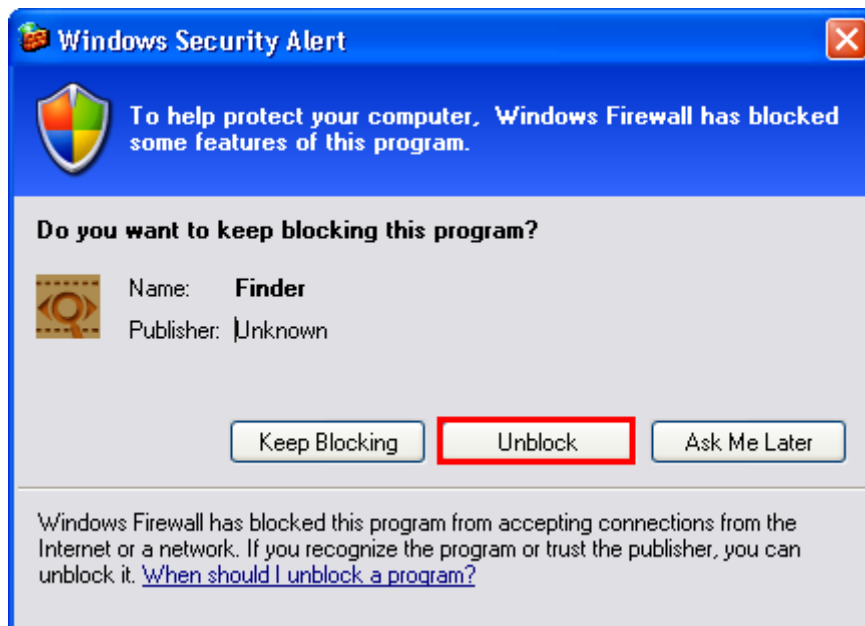 Windows Security Alert
To help protect your computer, Windows Firewall has blocked
some features of this program.
Do you want to keep blocking this program?
Name: Finder
Publisher: Unknown
Keep Blocking Unblock Ask Me Later
Windows Firewall has blocked this program from accepting connections from the
Internet or a network. If you recognize the program or trust the publisher, you can
unblock it. When should I unblock a program?